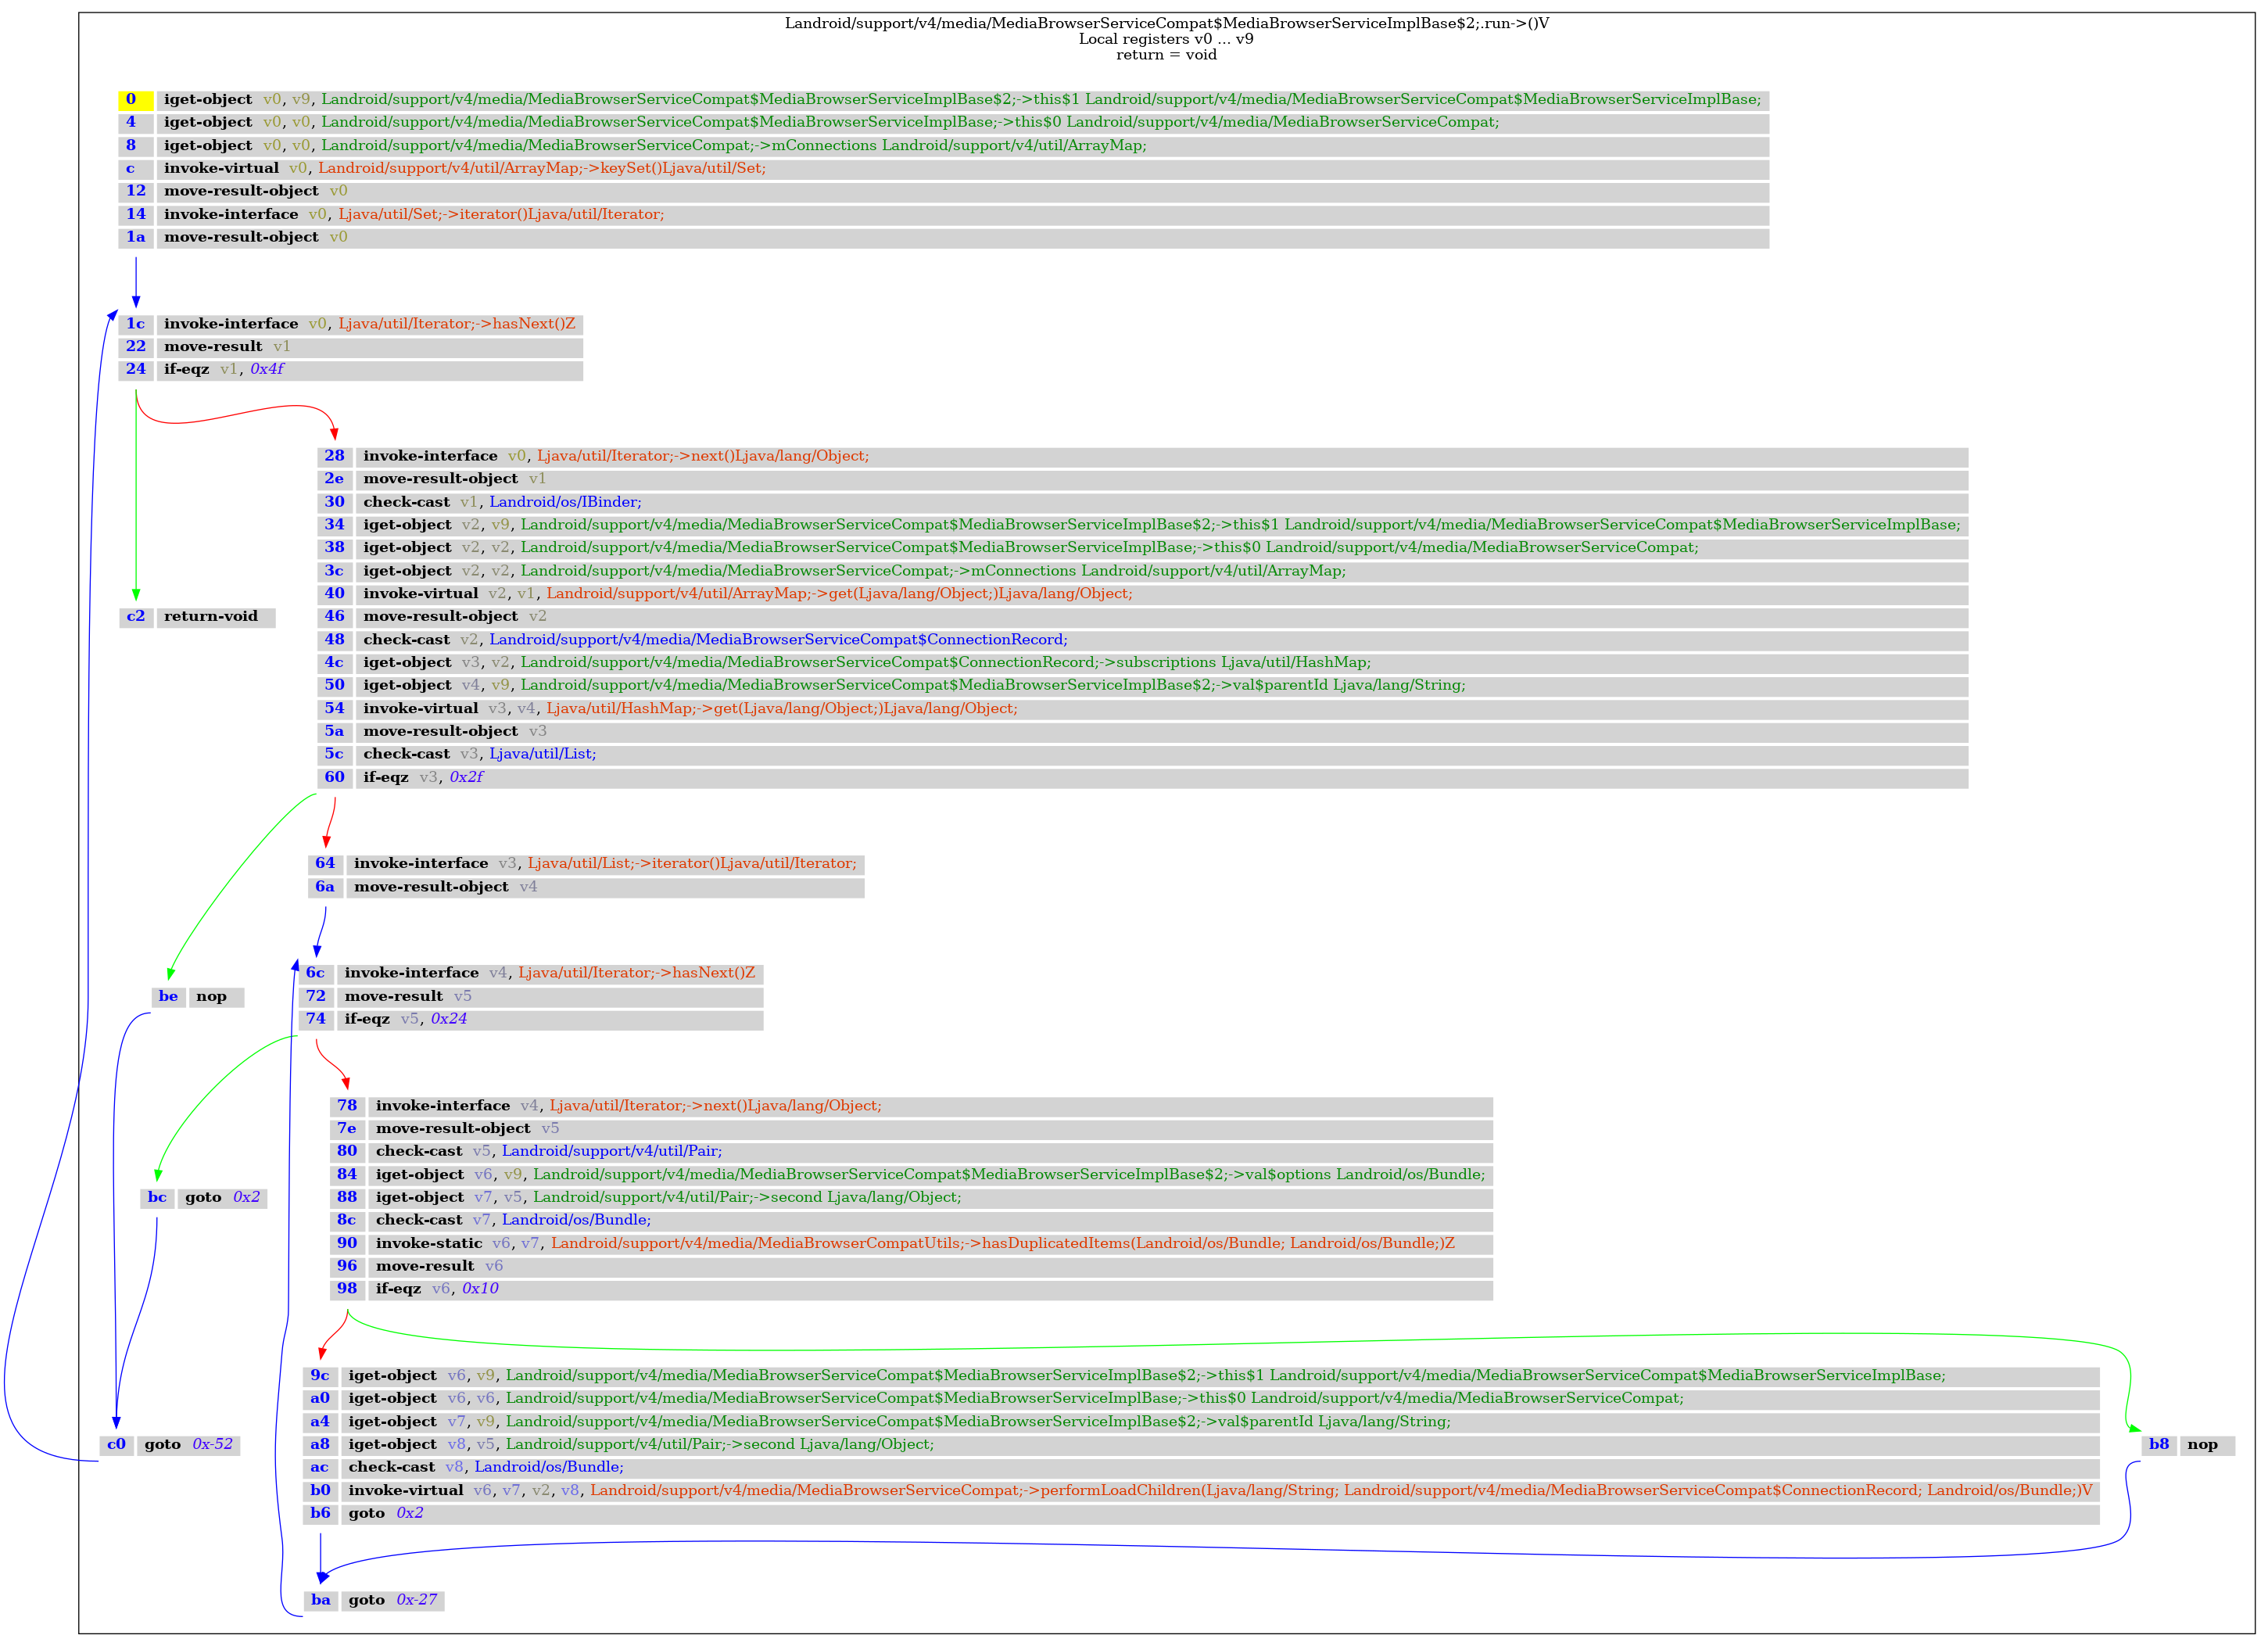 Landroid/support/v4/media/MediaBrowserServiceCompat$MediaBrowserServiceImplBase$2;.run->()V
Local registers v0 ... v9
return = void
0 iget-object v0, v9, Landroid/support/v4/media/MediaBrowserServiceCompat$MediaBrowserServiceImplBase$2;->this$1 Landroid/support/v4/media/MediaBrowserServiceCompat$MediaBrowserServiceImplBase;
4 iget-object v0, v0, Landroid/support/v4/media/MediaBrowserServiceCompat$MediaBrowserServiceImplBase;->this$0 Landroid/support/v4/media/MediaBrowserServiceCompat;
8 iget-object v0, v0, Landroid/support/v4/media/MediaBrowserServiceCompat;->mConnections Landroid/support/v4/util/ArrayMap;
c invoke-virtual v0, Landroid/support/v4/util/ArrayMap;->keySet()Ljava/util/Set;
12 move-result-object v0
14 invoke-interface v0, Ljava/util/Set;->iterator()Ljava/util/Iterator;
1a move-result-object v0
1c invoke-interface v0, Ljava/util/Iterator;->hasNext()Z
22 move-result v1
24 if-eqz v1, 0x4f
28 invoke-interface v0, Ljava/util/Iterator;->next()Ljava/lang/Object;
2e move-result-object v1
30 check-cast v1, Landroid/os/IBinder;
34 iget-object v2, v9, Landroid/support/v4/media/MediaBrowserServiceCompat$MediaBrowserServiceImplBase$2;->this$1 Landroid/support/v4/media/MediaBrowserServiceCompat$MediaBrowserServiceImplBase;
38 iget-object v2, v2, Landroid/support/v4/media/MediaBrowserServiceCompat$MediaBrowserServiceImplBase;->this$0 Landroid/support/v4/media/MediaBrowserServiceCompat;
3c iget-object v2, v2, Landroid/support/v4/media/MediaBrowserServiceCompat;->mConnections Landroid/support/v4/util/ArrayMap;
40 invoke-virtual v2, v1, Landroid/support/v4/util/ArrayMap;->get(Ljava/lang/Object;)Ljava/lang/Object;
46 move-result-object v2
48 check-cast v2, Landroid/support/v4/media/MediaBrowserServiceCompat$ConnectionRecord;
4c iget-object v3, v2, Landroid/support/v4/media/MediaBrowserServiceCompat$ConnectionRecord;->subscriptions Ljava/util/HashMap;
50 iget-object v4, v9, Landroid/support/v4/media/MediaBrowserServiceCompat$MediaBrowserServiceImplBase$2;->val$parentId Ljava/lang/String;
54 invoke-virtual v3, v4, Ljava/util/HashMap;->get(Ljava/lang/Object;)Ljava/lang/Object;
5a move-result-object v3
5c check-cast v3, Ljava/util/List;
60 if-eqz v3, 0x2f
c2 return-void
64 invoke-interface v3, Ljava/util/List;->iterator()Ljava/util/Iterator;
6a move-result-object v4
6c invoke-interface v4, Ljava/util/Iterator;->hasNext()Z
72 move-result v5
74 if-eqz v5, 0x24
be nop
78 invoke-interface v4, Ljava/util/Iterator;->next()Ljava/lang/Object;
7e move-result-object v5
80 check-cast v5, Landroid/support/v4/util/Pair;
84 iget-object v6, v9, Landroid/support/v4/media/MediaBrowserServiceCompat$MediaBrowserServiceImplBase$2;->val$options Landroid/os/Bundle;
88 iget-object v7, v5, Landroid/support/v4/util/Pair;->second Ljava/lang/Object;
8c check-cast v7, Landroid/os/Bundle;
90 invoke-static v6, v7, Landroid/support/v4/media/MediaBrowserCompatUtils;->hasDuplicatedItems(Landroid/os/Bundle; Landroid/os/Bundle;)Z
96 move-result v6
98 if-eqz v6, 0x10
bc goto 0x2
9c iget-object v6, v9, Landroid/support/v4/media/MediaBrowserServiceCompat$MediaBrowserServiceImplBase$2;->this$1 Landroid/support/v4/media/MediaBrowserServiceCompat$MediaBrowserServiceImplBase;
a0 iget-object v6, v6, Landroid/support/v4/media/MediaBrowserServiceCompat$MediaBrowserServiceImplBase;->this$0 Landroid/support/v4/media/MediaBrowserServiceCompat;
a4 iget-object v7, v9, Landroid/support/v4/media/MediaBrowserServiceCompat$MediaBrowserServiceImplBase$2;->val$parentId Ljava/lang/String;
a8 iget-object v8, v5, Landroid/support/v4/util/Pair;->second Ljava/lang/Object;
ac check-cast v8, Landroid/os/Bundle;
b0 invoke-virtual v6, v7, v2, v8, Landroid/support/v4/media/MediaBrowserServiceCompat;->performLoadChildren(Ljava/lang/String; Landroid/support/v4/media/MediaBrowserServiceCompat$ConnectionRecord; Landroid/os/Bundle;)V
b6 goto 0x2
c0 goto 0x-52
b8 nop
ba goto 0x-27